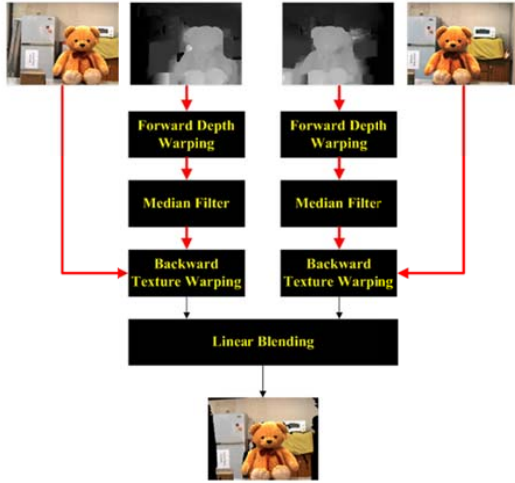 Forward Depth
Warping
Forward Depth
Warping
Median Filter
Median Filter
Backward
Texture Warping
Backward
Texture Warping
Linear Blending